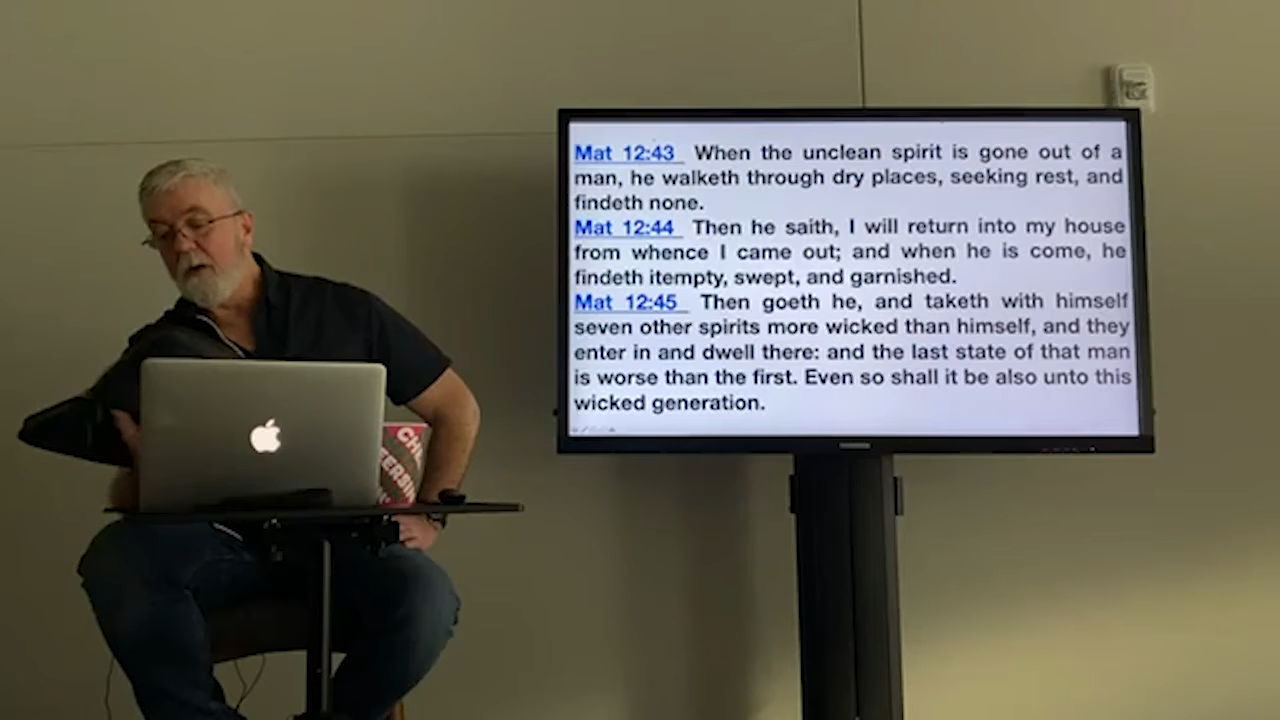 Mat 12:43 When the unclean spirit is gone out of a
man, he walketh through dry places, seeking rest, and
findeth none.
Mat 12:44 Then he saith, I will return into my house
from whence I came out; and when he is come, he
findeth itempty, swept, and garnished.
Mat 12:45 Then goeth he, and taketh with himself
seven other spirits more wicked than himself, and they
enter in and dwell there: and the last state of that man
is worse than the first. Even so shall it be also unto this
wicked generation.